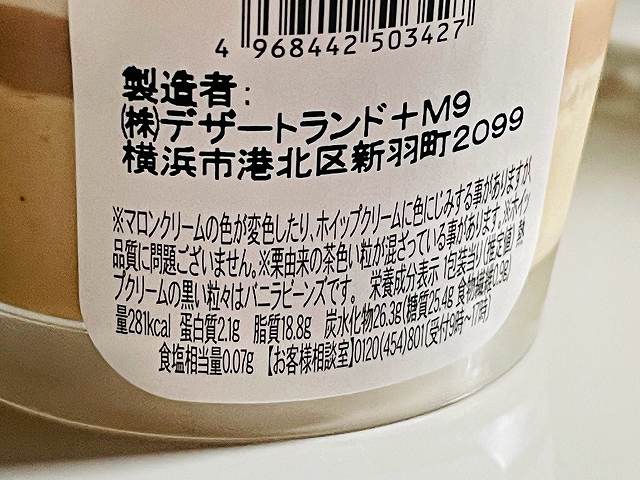 4 968442 503427
製造者:
㈱デザートランド+M9
横浜市港北区新羽町2099
※マロンクリームの色が変色したり、ホイップクリームに色にじみする事がありますが、
品質に問題ございません。※栗由来の茶色い粒が混ざっている事があります。※ホイッ
プクリームの黒い粒々はバニラビーンズです。 栄養成分表示 1包装当り(推定値) 熱
量281kcal 蛋白質2.1g 脂質18.8g 炭水化物26.3g(糖質25.4g 食物繊維0.9g)
食塩相当量0.07g 【お客様相談室】0120(454)801(受付9時~17時)